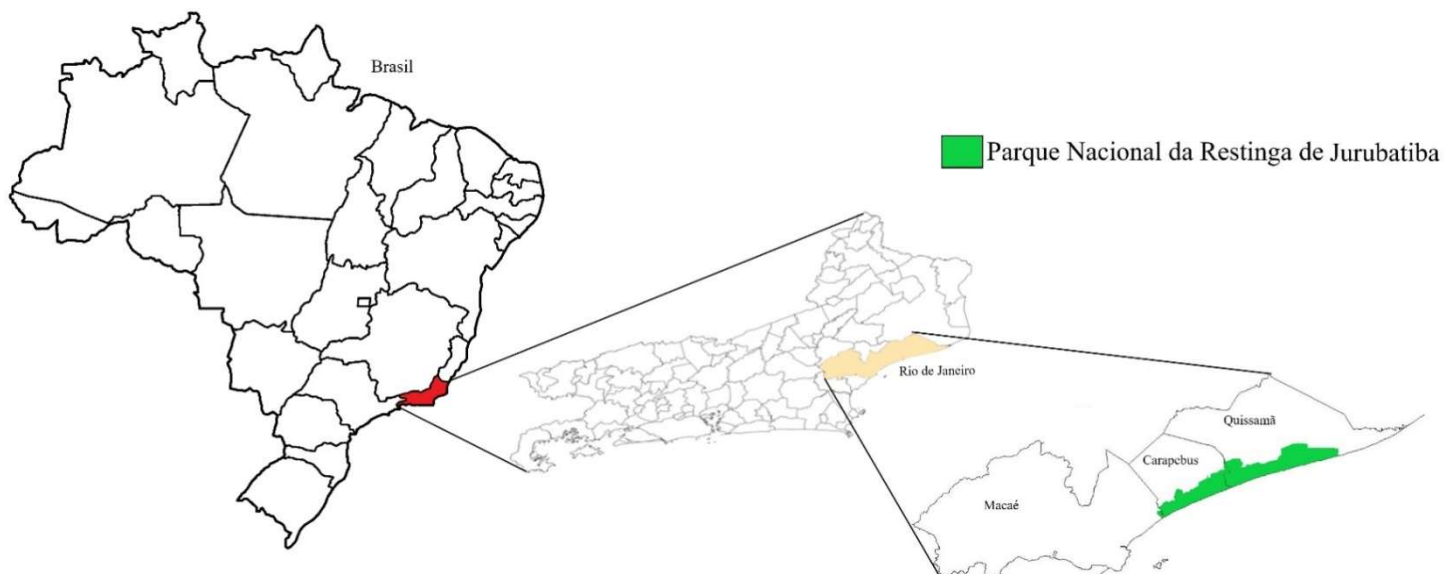 Brasil
Parque Nacional da Restinga de Jurubatiba
Rio de Janeiro
Quissamã
Carapebus
Macaé